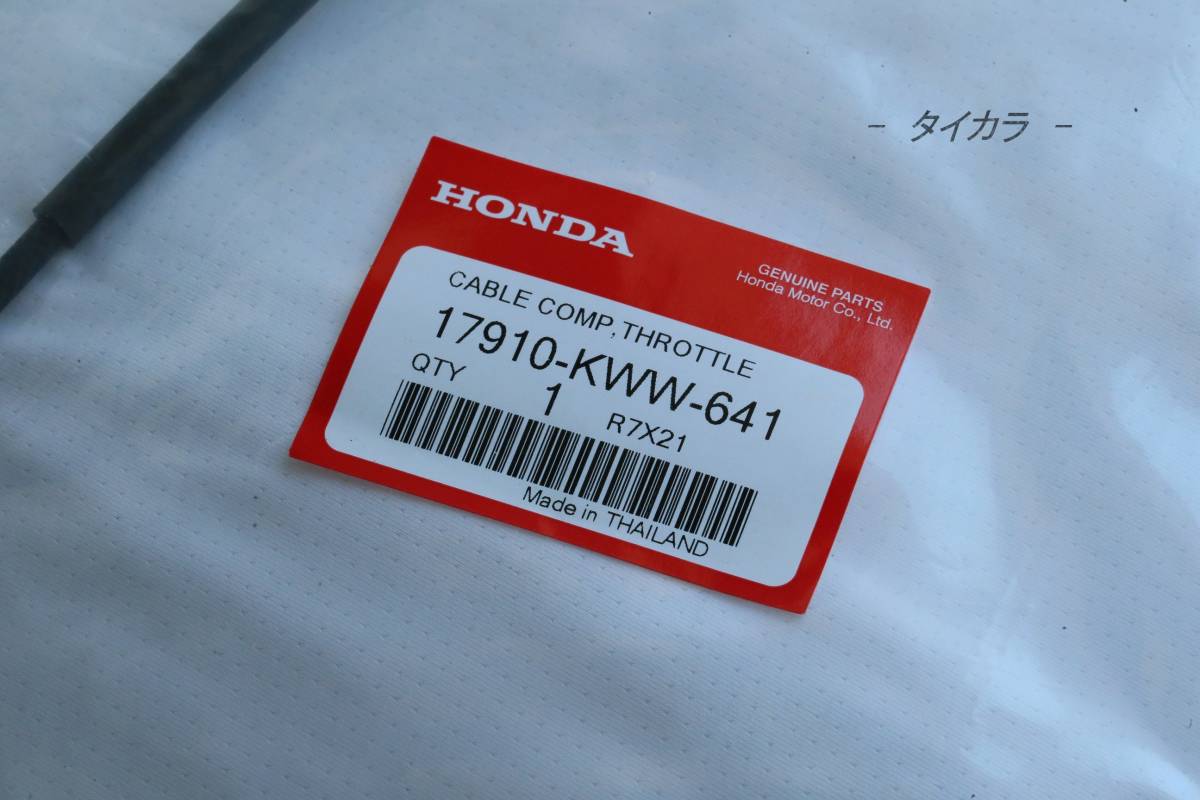 - タイカラ -
HONDA
GENUINE PARTS
Honda Motor Co., Ltd.
CABLE COMP,THROTTLE
17910-KWW-641
QTY 1 R7X21
Made in THAILAND